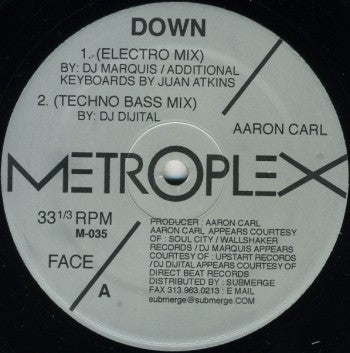 DOWN
1. (ELECTRO MIX)
BY: DJ MARQUIS / ADDITIONAL
KEYBOARDS BY JUAN ATKINS
2. (TECHNO BASS MIX)
BY: DJ DIJITAL
AARON CARL
METROPLEX
33 1/3 RPM
M-035
FACE
A
PRODUCER : AARON CARL
AARON CARL APPEARS COURTESY
OF : SOUL CITY / WALLSHAKER
RECORDS / DJ MARQUIS APPEARS
COURTESY OF : UPSTART RECORDS
/ DJ DIJITAL APPEARS COURTESY OF
DIRECT BEAT RECORDS
DISTRIBUTED BY : SUBMERGE
FAX 313.963.0213 : E MAIL
submerge@submerge.com